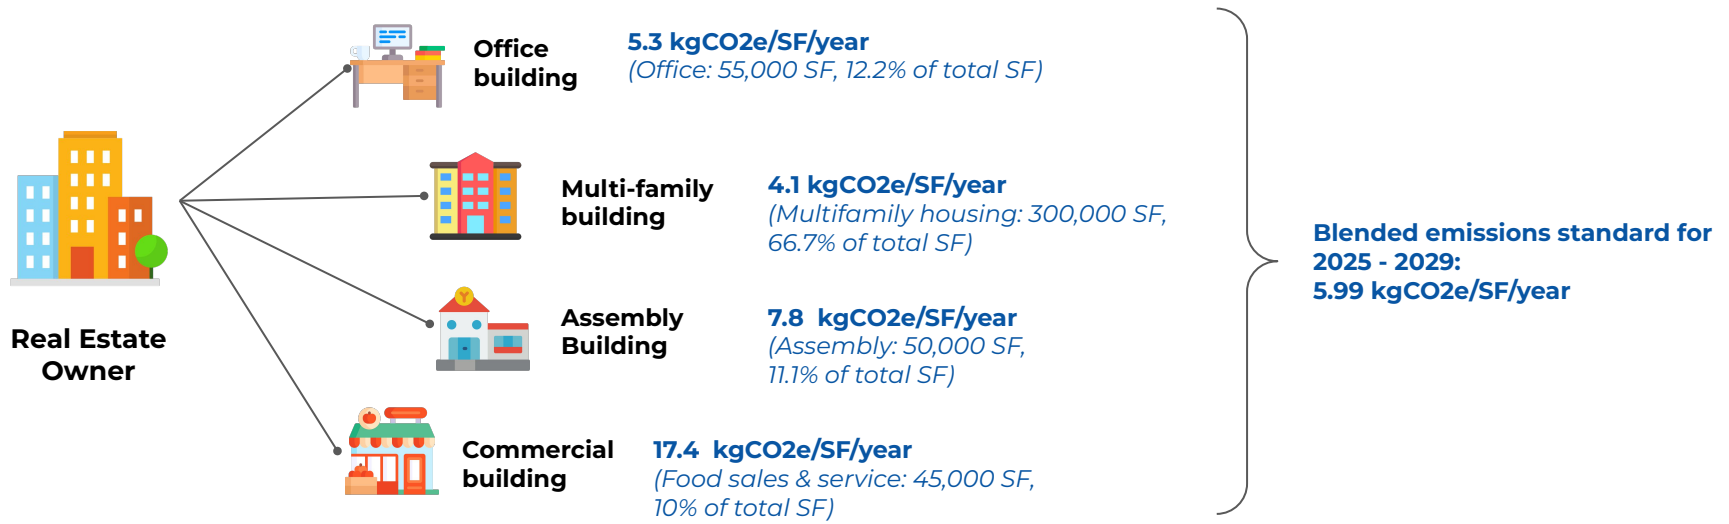 Office
building
5.3 kgCO2e/SF/year
(Office: 55,000 SF, 12.2% of total SF)
Multi-family
building
4.1 kgCO2e/SF/year
(Multifamily housing: 300,000 SF,
66.7% of total SF)
Real Estate
Owner
Assembly
Building
7.8 kgCO2e/SF/year
(Assembly: 50,000 SF,
11.1% of total SF)
Commercial
building
17.4 kgCO2e/SF/year
(Food sales & service: 45,000 SF,
10% of total SF)
Blended emissions standard for
2025 - 2029:
5.99 kgCO2e/SF/year